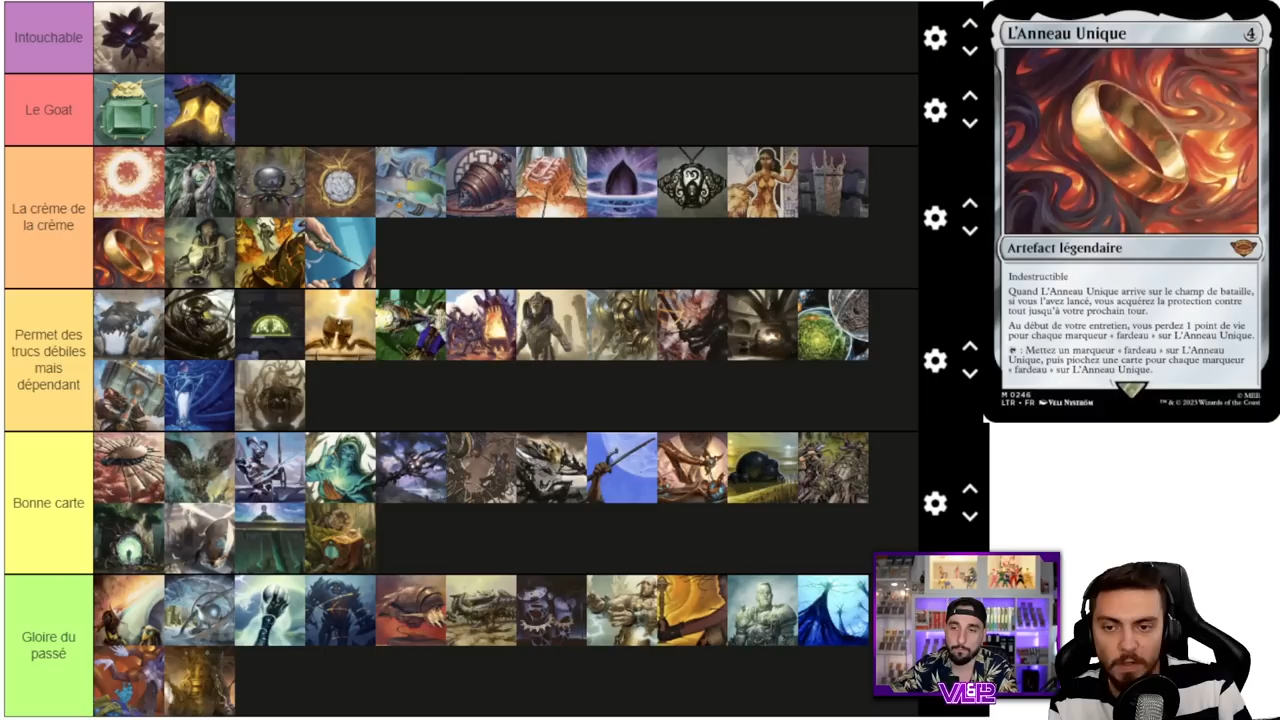 Intouchable
Le Goat
La crème de
la crème
Permet des
trucs débiles
mais
dépendant
Bonne carte
Gloire du
passé
L'Anneau Unique 4
Artefact légendaire
Indestructible
Quand L'Anneau Unique arrive sur le champ de bataille,
si vous l'avez lancé, vous acquérez la protection contre
tout jusqu'à votre prochain tour.
Au début de votre entretien, vous perdez 1 point de vie
pour chaque marqueur « fardeau » sur L'Anneau Unique.
: Mettez un marqueur « fardeau » sur L'Anneau
Unique, puis piochez une carte pour chaque marqueur
« fardeau » sur L'Anneau Unique.
M 0246
LTR • FR VELI NYSTRÖM
© MEE
™ & © 2023 Wizards of the Coast